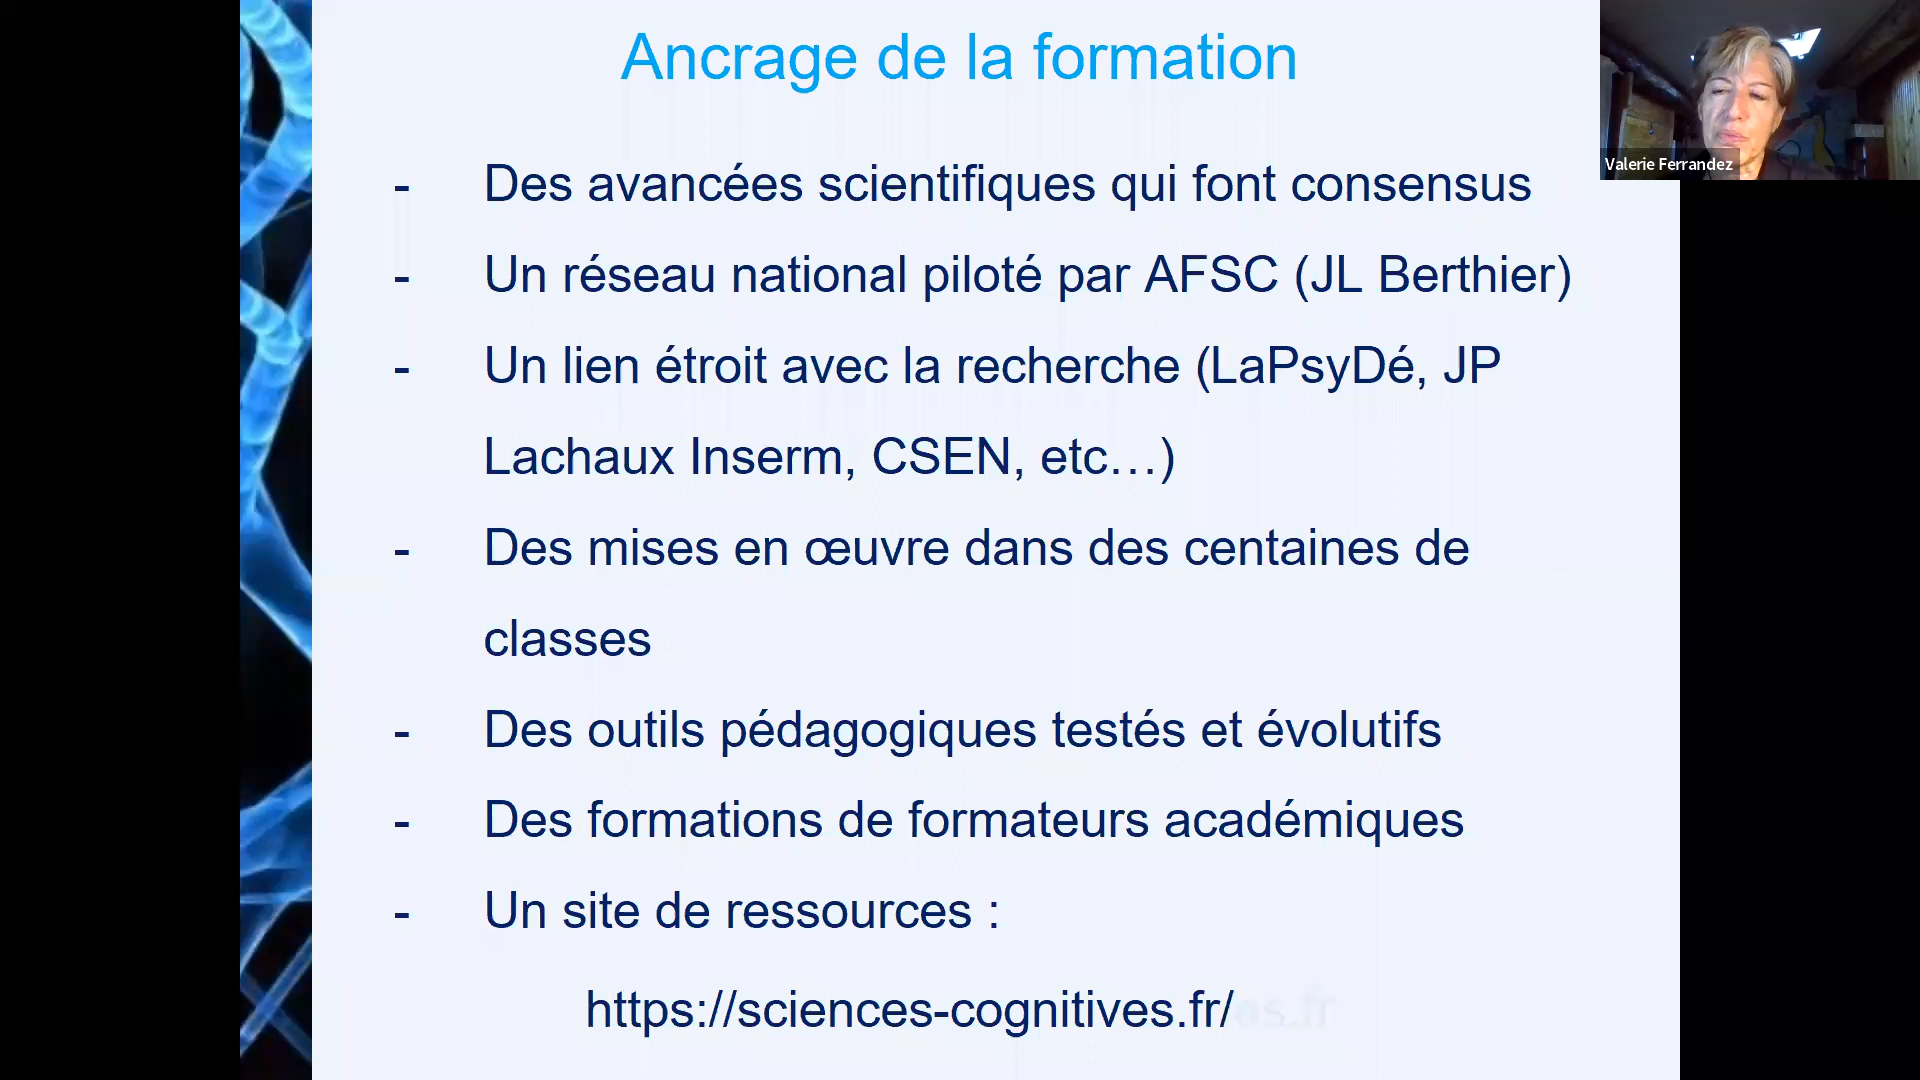 Ancrage de la formation
- Des avancées scientifiques qui font consensus
- Un réseau national piloté par AFSC (JL Berthier)
- Un lien étroit avec la recherche (LaPsyDé, JP
Lachaux Inserm, CSEN, etc…)
- Des mises en œuvre dans des centaines de
classes
- Des outils pédagogiques testés et évolutifs
- Des formations de formateurs académiques
- Un site de ressources :
https://sciences-cognitives.fr/
Valerie Ferrandez